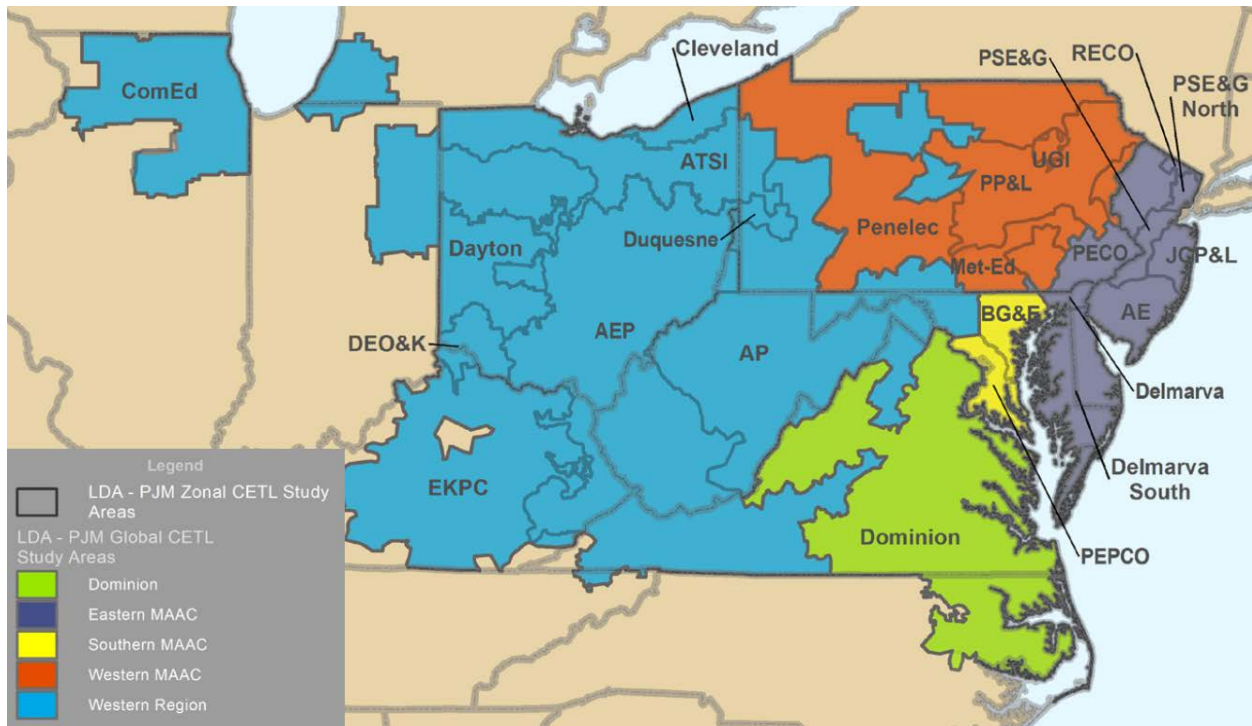 Cleveland
PSE&G
RECO
PSE&G
North
ComEd
ATSI
UGI
PP&L
Duquesne
Penelec
Dayton
PECO
JCP&L
Met-Ed
AE
BG&E
DEO&K
AEP
AP
Delmarva
Delmarva
South
EKPC
Dominion
PEPCO
Legend
LDA - PJM Zonal CETL Study
Areas
LDA - PJM Global CETL
Study Areas
Dominion
Eastern MAAC
Southern MAAC
Western MAAC
Western Region